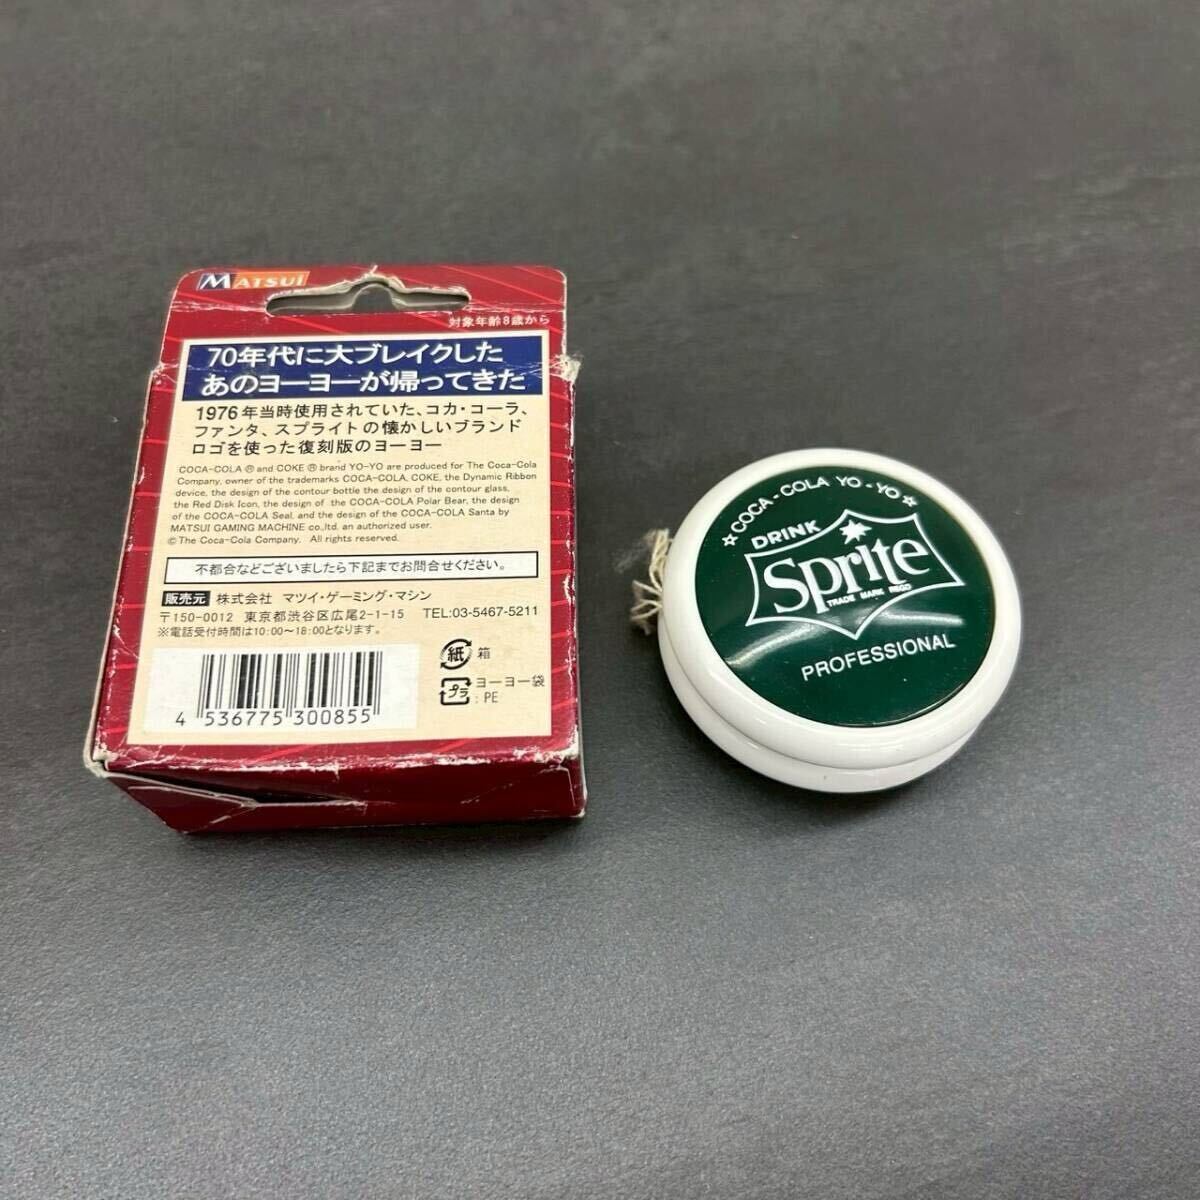 MATSUI
対象年齢8歳から
70年代に大ブレイクした
あのヨーヨーが帰ってきた
1976年当時使用されていた、コカ・コーラ、
ファンタ、スプライトの懐かしいブランド
ロゴを使った復刻版のヨーヨー
COCA-COLA ® and COKE ® brand YO-YO are produced for The Coca-Cola
Company, owner of the trademarks COCA-COLA, COKE, the Dynamic Ribbon
device, the design of the contour bottle the design of the contour glass,
the Red Disk Icon, the design of the COCA-COLA Polar Bear, the design
of the COCA-COLA Seal, and the design of the COCA-COLA Santa by
MATSUI GAMING MACHINE co.,ltd. an authorized user.
© The Coca-Cola Company. All rights reserved.
不都合などございましたら下記までお問合せください。
販売元 株式会社 マツイ・ゲーミング・マシン
〒150-0012 東京都渋谷区広尾2-1-15 TEL:03-5467-5211
※電話受付時間は10:00〜18:00となります。
紙 箱
プラ ヨーヨー袋
: PE
4 536775 300855
☆COCA-COLA YO-YO☆
DRINK
Sprite
TRADE MARK REGD
PROFESSIONAL